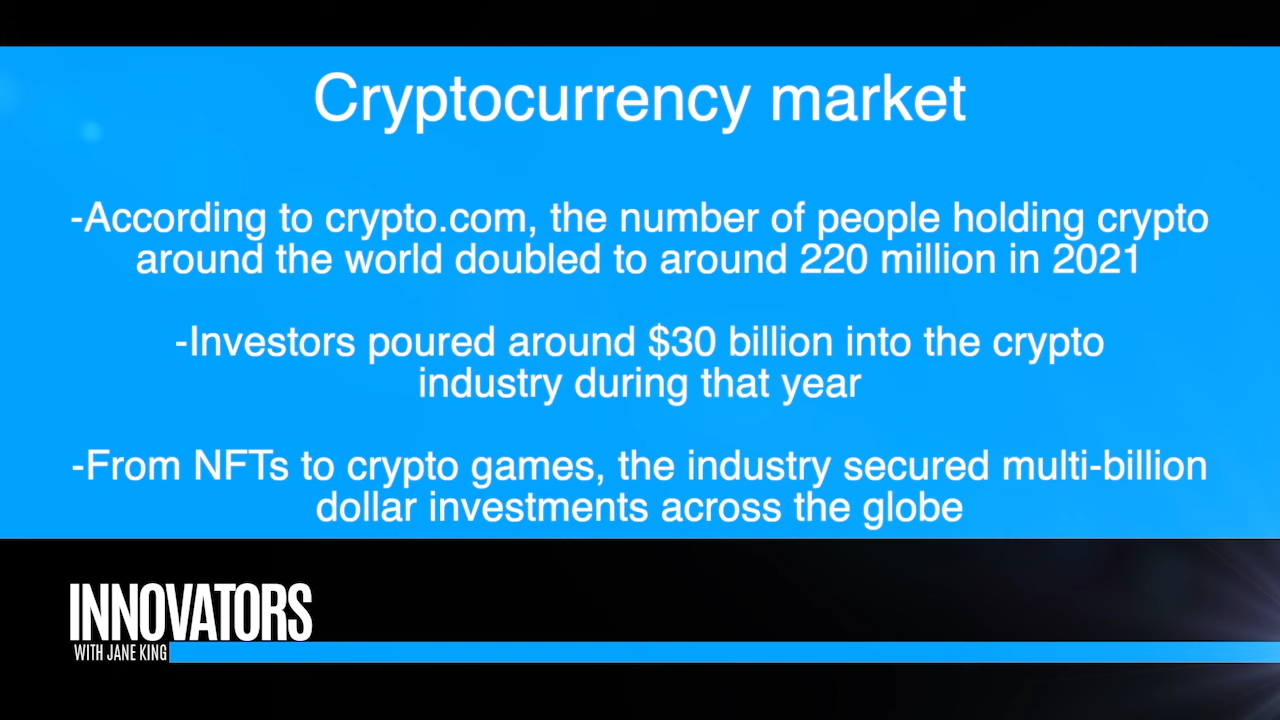 Cryptocurrency market
-According to crypto.com, the number of people holding crypto
around the world doubled to around 220 million in 2021
-Investors poured around $30 billion into the crypto
industry during that year
-From NFTs to crypto games, the industry secured multi-billion
dollar investments across the globe
INNOVATORS
WITH JANE KING